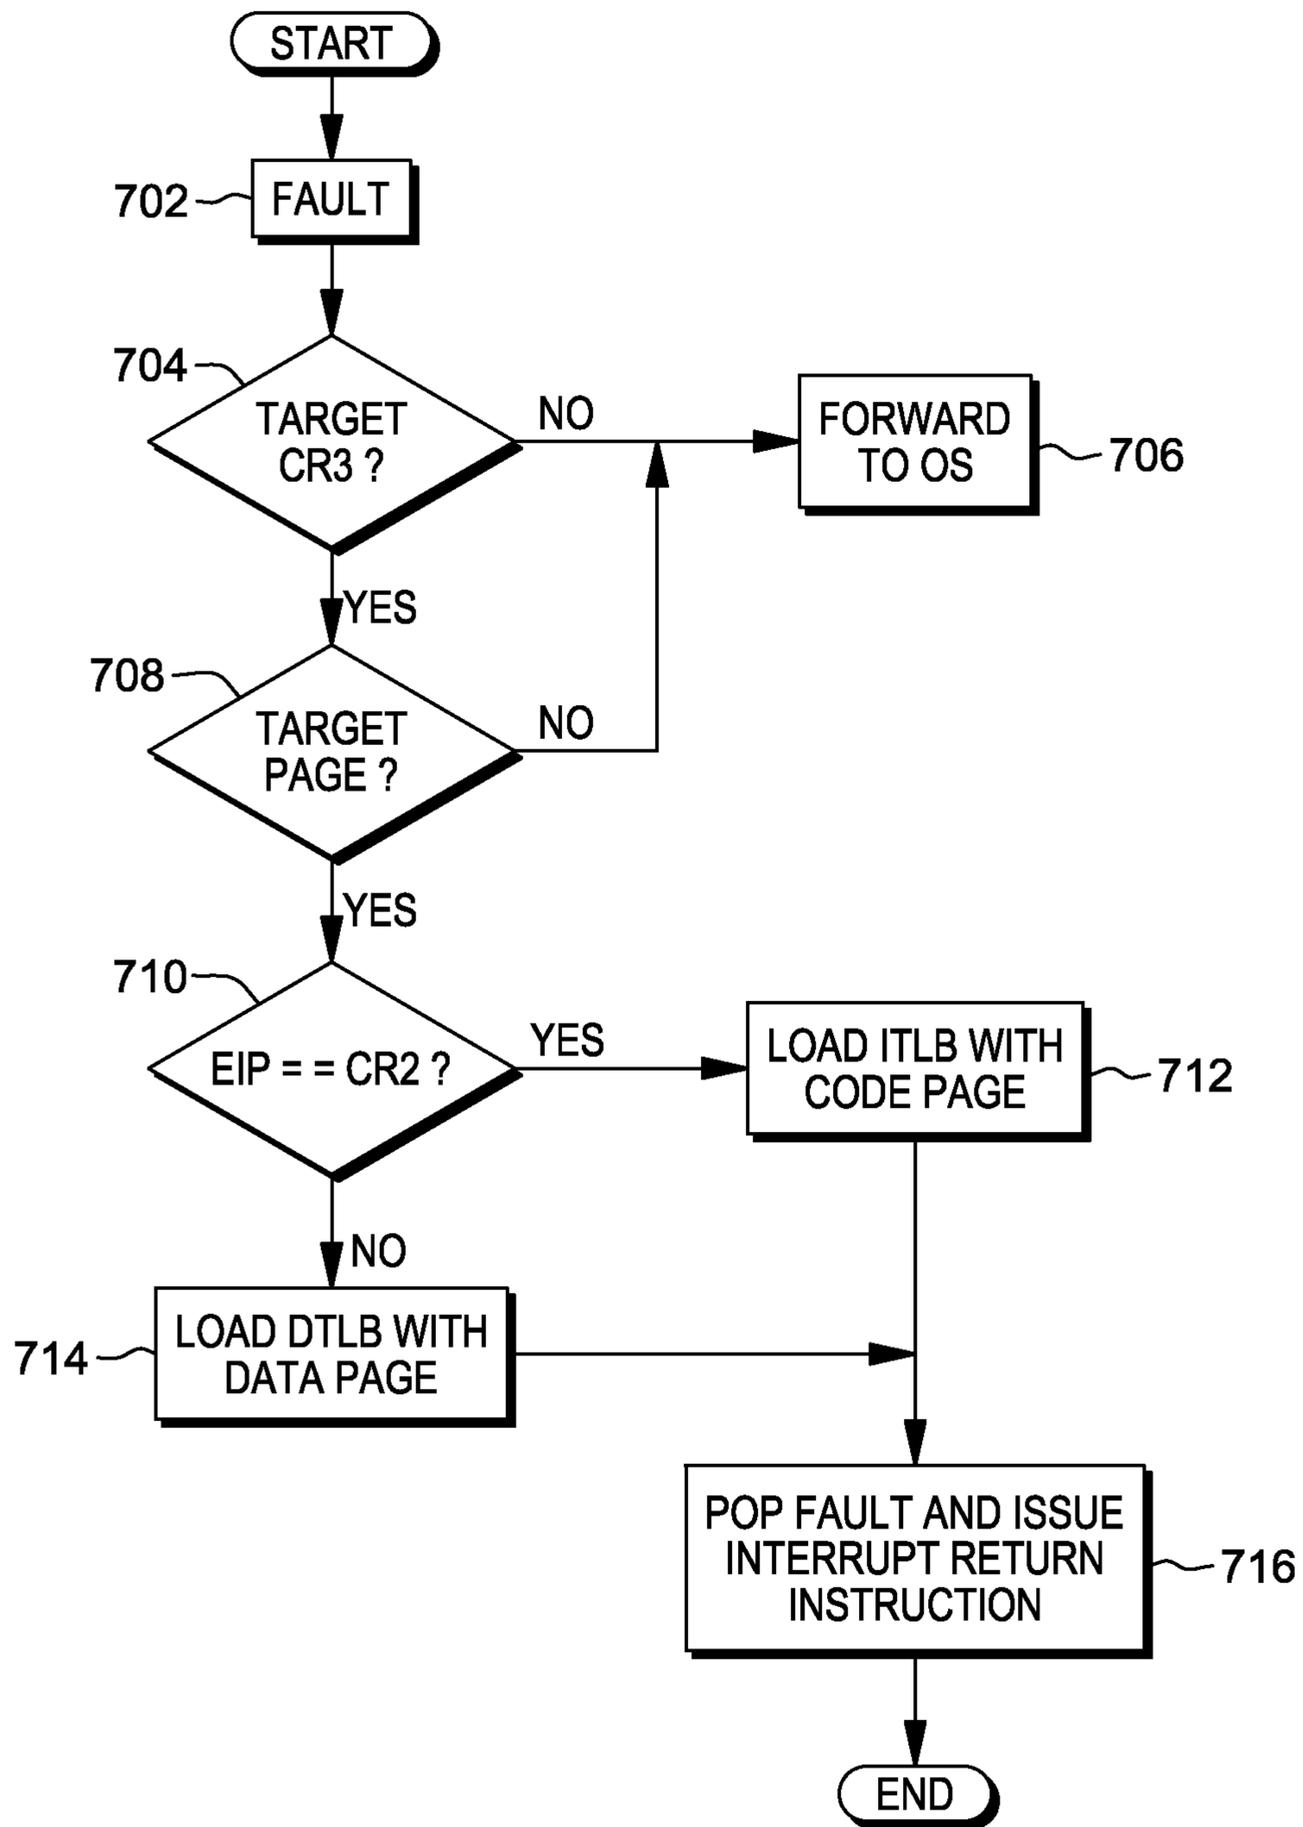 START
702
FAULT
704
TARGET
CR3 ?
NO
FORWARD
TO OS
706
YES
708
TARGET
PAGE ?
NO
YES
710
EIP = = CR2 ?
YES
LOAD ITLB WITH
CODE PAGE
712
NO
714
LOAD DTLB WITH
DATA PAGE
POP FAULT AND ISSUE
INTERRUPT RETURN
INSTRUCTION
716
END